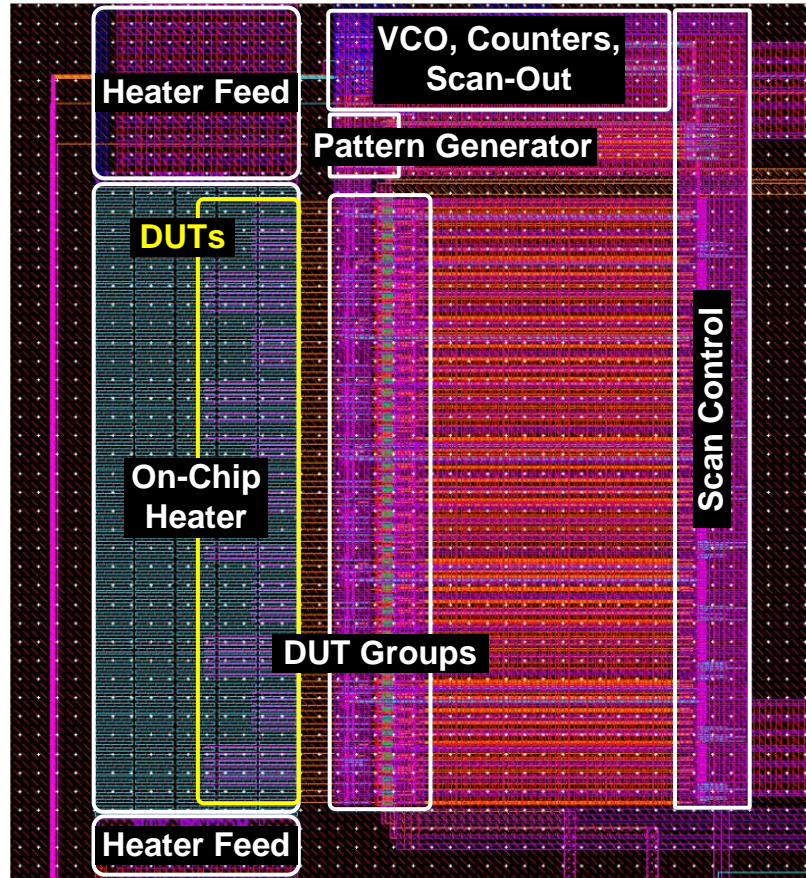 VCO, Counters,
Scan-Out
Heater Feed
Pattern Generator
DUTs
Scan Control
On-Chip
Heater
DUT Groups
Heater Feed